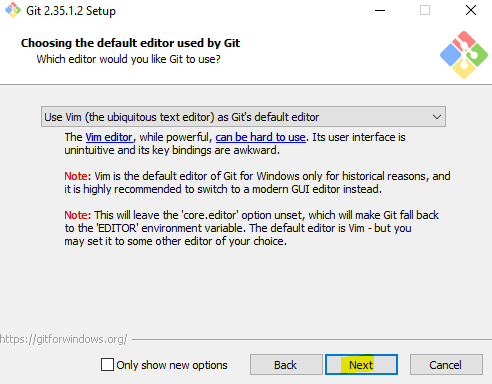 Git 2.35.1.2 Setup
Choosing the default editor used by Git
Which editor would you like Git to use?
Use Vim (the ubiquitous text editor) as Git's default editor
The Vim editor, while powerful, can be hard to use. Its user interface is
unintuitive and its key bindings are awkward.
Note: Vim is the default editor of Git for Windows only for historical reasons, and
it is highly recommended to switch to a modern GUI editor instead.
Note: This will leave the 'core.editor' option unset, which will make Git fall back
to the 'EDITOR' environment variable. The default editor is Vim - but you
may set it to some other editor of your choice.
https://gitforwindows.org/
Only show new options
Back
Next
Cancel